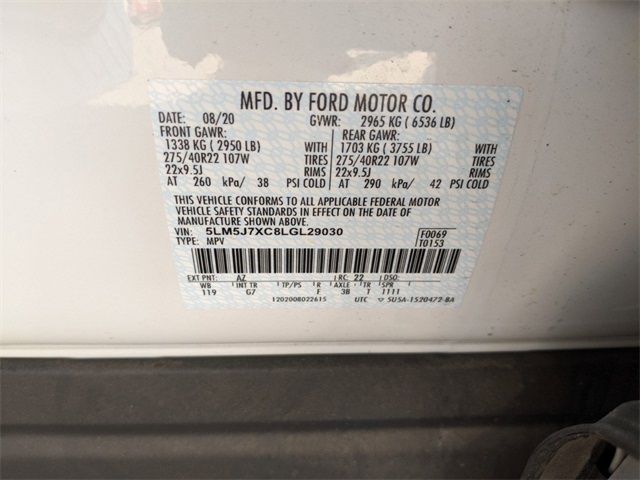 MFD. BY FORD MOTOR CO.
DATE: 08/20 GVWR: 2965 KG ( 6536 LB)
FRONT GAWR: REAR GAWR:
1338 KG ( 2950 LB) WITH 1703 KG ( 3755 LB) WITH
275/40R22 107W TIRES 275/40R22 107W TIRES
22x9.5J RIMS 22x9.5J RIMS
AT 260 kPa/ 38 PSI COLD AT 290 kPa/ 42 PSI COLD
THIS VEHICLE CONFORMS TO ALL APPLICABLE FEDERAL MOTOR
VEHICLE SAFETY STANDARDS IN EFFECT ON THE DATE OF
MANUFACTURE SHOWN ABOVE.
VIN: 5LM5J7XC8LGL29030 F0069
TYPE: MPV T0153
EXT PNT: AZ RC: 22 DSO:
WB INT TR TP/PS R AXLE TR SPR
119 G7 F 3B T 1111
1202008022615 UTC ▽ 5U5A-1520472-BA